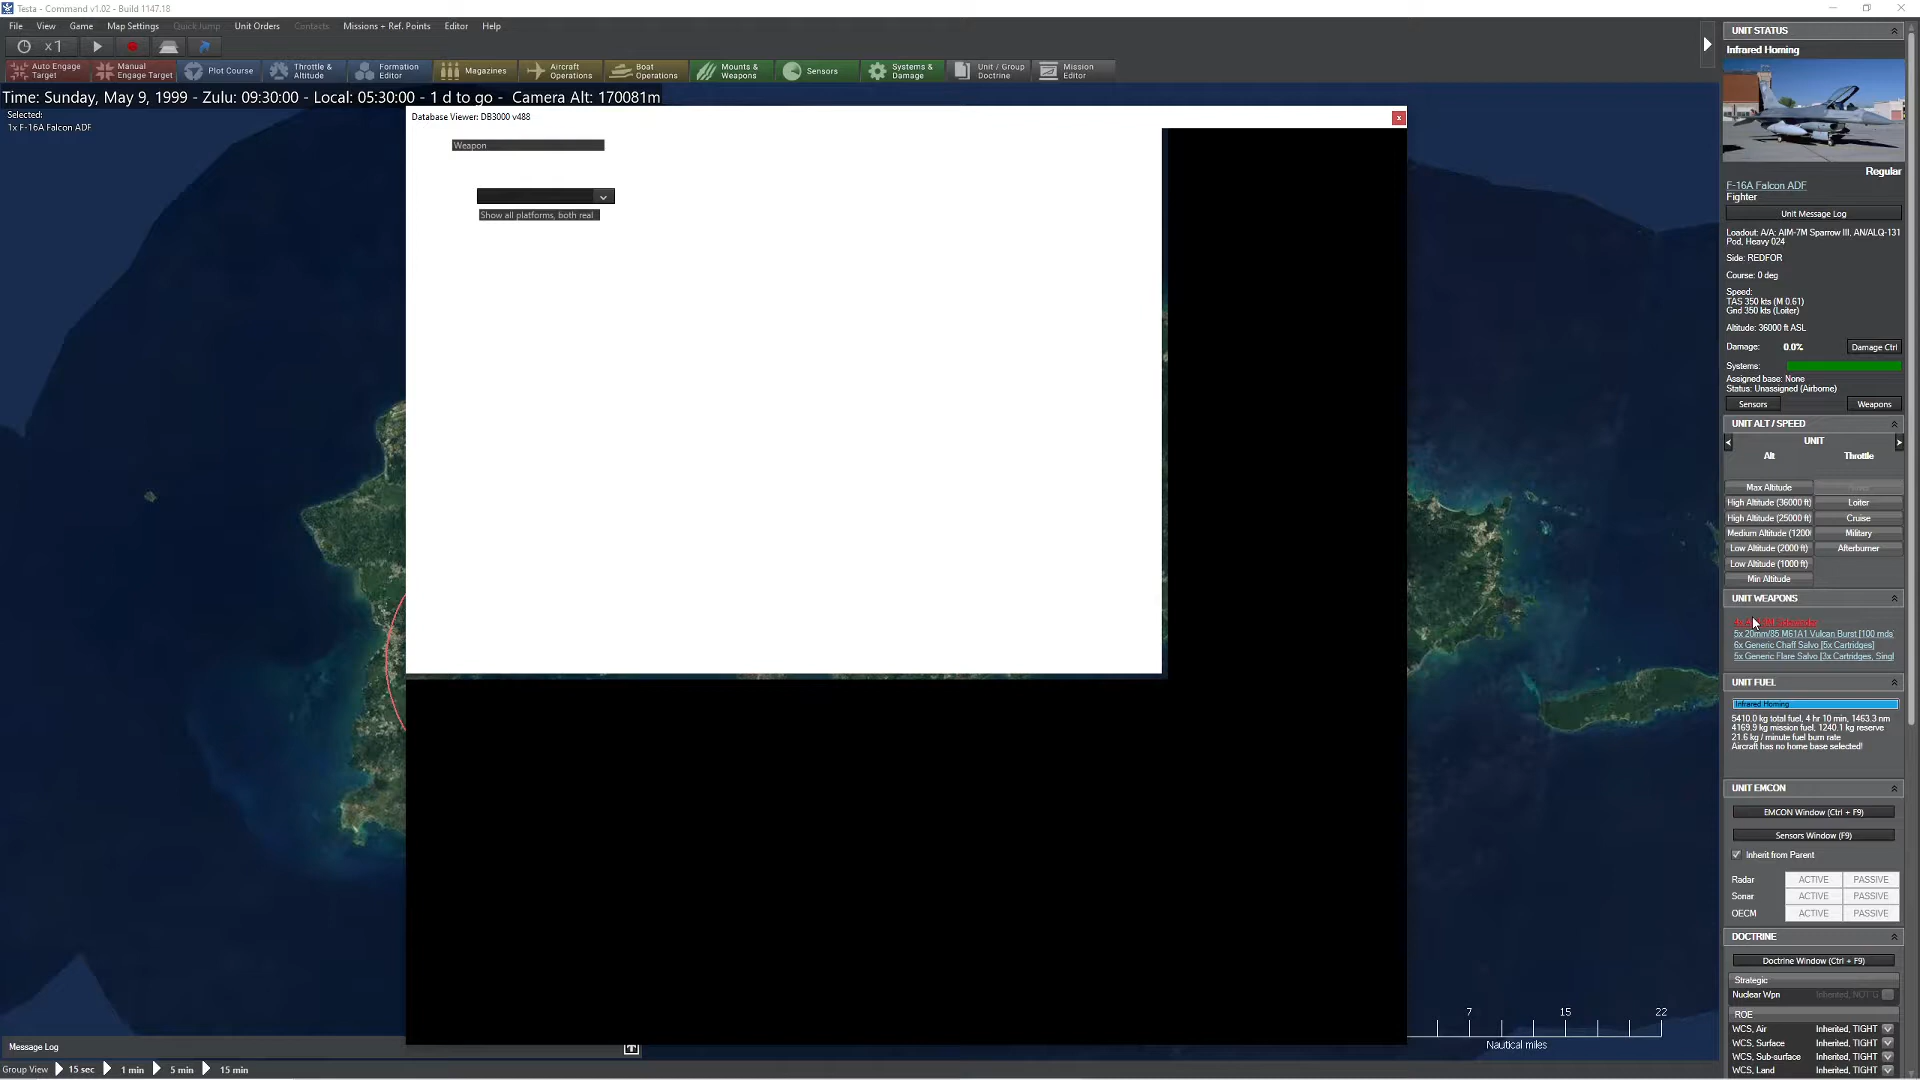 Testa - Command v1.02 - Build 1147.18
File View Game Map Settings Quick Jump Unit Orders Contacts Missions + Ref. Points Editor Help
x1
Auto Engage Target
Manual Engage Target
Plot Course
Throttle & Altitude
Formation Editor
Magazines
Aircraft Operations
Boat Operations
Mounts & Weapons
Sensors
Systems & Damage
Unit / Group Doctrine
Mission Editor
Time: Sunday, May 9, 1999 - Zulu: 09:30:00 - Local: 05:30:00 - 1 d to go - Camera Alt: 170081m
Selected:
1x F-16A Falcon ADF
Database Viewer: DB3000 v488
x
Weapon
Show all platforms, both real
UNIT STATUS
Infrared Homing
Regular
F-16A Falcon ADF
Fighter
Unit Message Log
Loadout: A/A: AIM-7M Sparrow III, AN/ALQ-131
Pod, Heavy 024
Side: REDFOR
Course: 0 deg
Speed:
TAS 350 kts (M 0.61)
Gnd 350 kts (Loiter)
Altitude: 36000 ft ASL
Damage: 0.0% Damage Ctrl
Systems:
Assigned base: None
Status: Unassigned (Airborne)
Sensors Weapons
UNIT ALT / SPEED
UNIT
Alt Throttle
Max Altitude
High Altitude (36000 ft) Loiter
High Altitude (25000 ft) Cruise
Medium Altitude (1200 Military
Low Altitude (2000 ft) Afterburner
Low Altitude (1000 ft)
Min Altitude
UNIT WEAPONS
5x 20mm/85 M61A1 Vulcan Burst [100 rnds
6x Generic Chaff Salvo [5x Cartridges]
5x Generic Flare Salvo [3x Cartridges, Singl
UNIT FUEL
Infrared Homing
5410.0 kg total fuel, 4 hr 10 min, 1463.3 nm
4169.9 kg mission fuel, 1240.1 kg reserve
21.6 kg / minute fuel burn rate
Aircraft has no home base selected!
UNIT EMCON
EMCON Window (Ctrl + F9)
Sensors Window (F9)
Inherit from Parent
Radar ACTIVE PASSIVE
Sonar ACTIVE PASSIVE
OECM ACTIVE PASSIVE
DOCTRINE
Doctrine Window (Ctrl + F9)
Strategic
Nuclear Wpn Inherited, NOT G
ROE
WCS, Air Inherited, TIGHT
WCS, Surface Inherited, TIGHT
WCS, Sub-surface Inherited, TIGHT
WCS, Land Inherited, TIGHT
7 15 22
Nautical miles
Message Log
Group View 15 sec 1 min 5 min 15 min